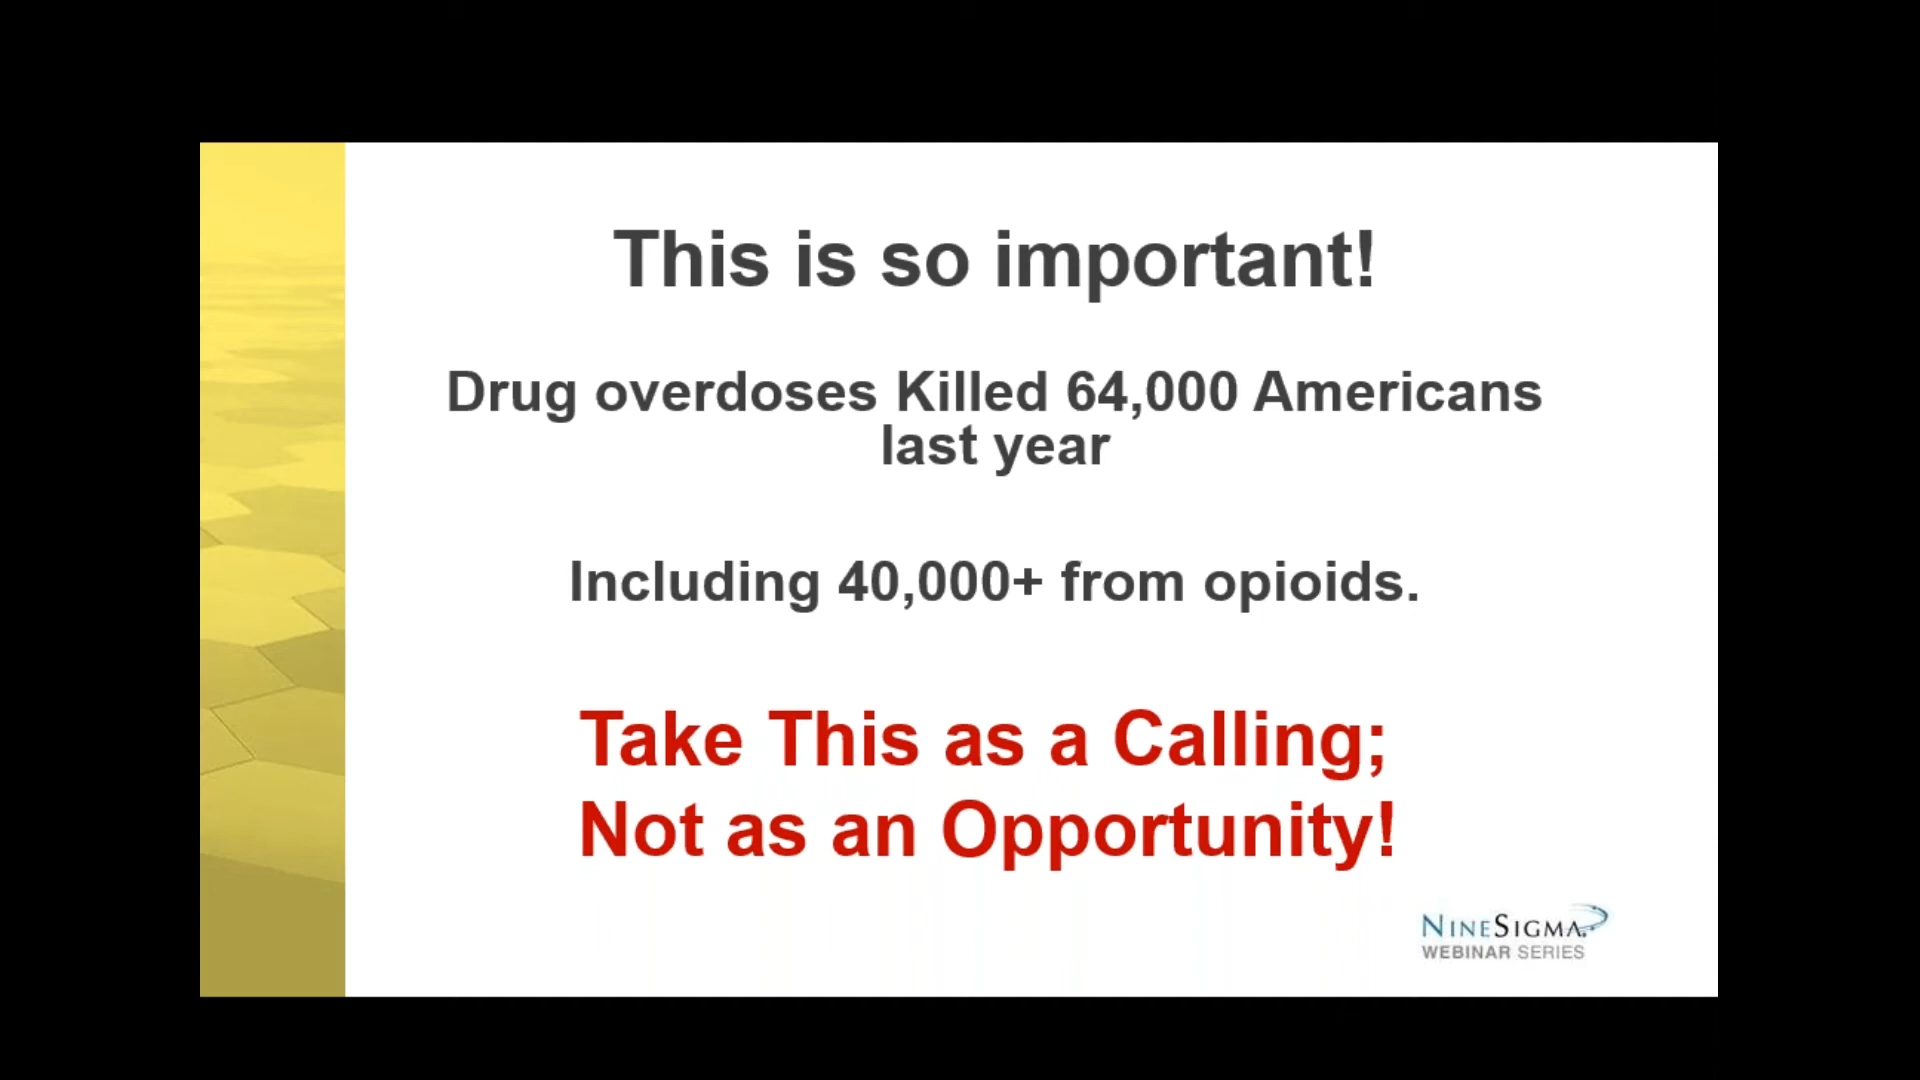 This is so important!
Drug overdoses Killed 64,000 Americans
last year
Including 40,000+ from opioids.
Take This as a Calling;
Not as an Opportunity!
NINESIGMA
WEBINAR SERIES